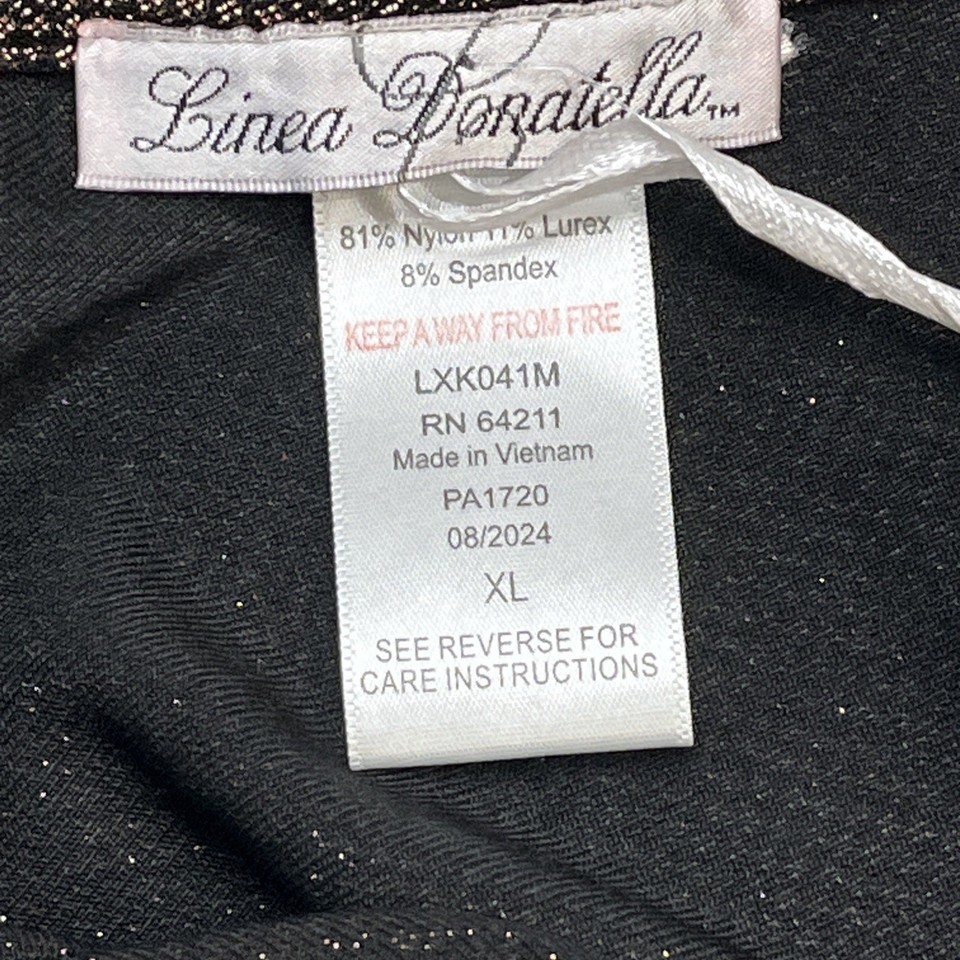 Linea Donatella™
81% Nylon 11% Lurex
8% Spandex
KEEP A WAY FROM FIRE
LXK041M
RN 64211
Made in Vietnam
PA1720
08/2024
XL
SEE REVERSE FOR
CARE INSTRUCTIONS